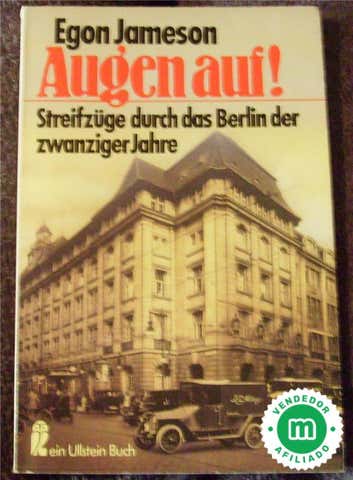 Egon Jameson
Augen auf!
Streifzüge durch das Berlin der
zwanziger Jahre
ein Ullstein Buch
VENDEDOR
m
AFILIADO